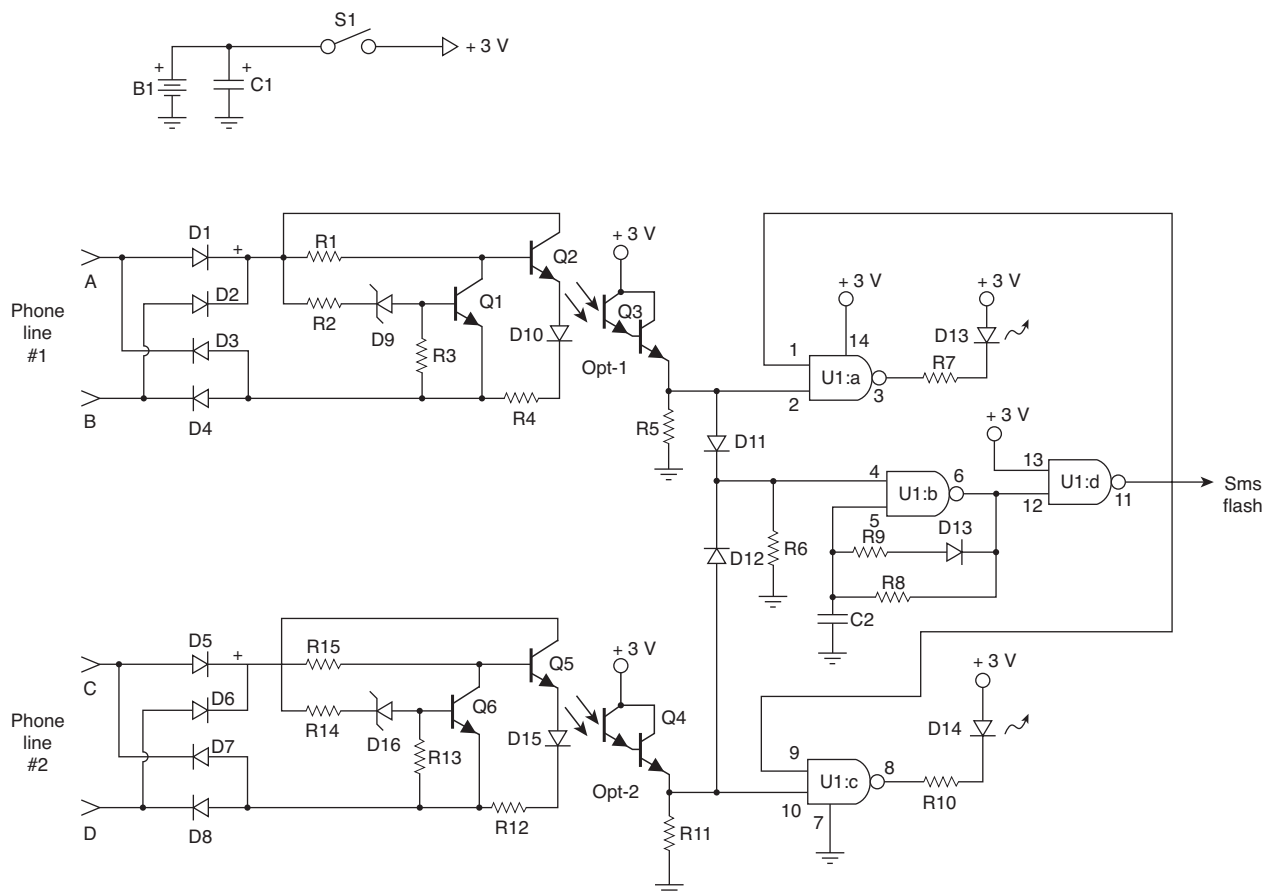 S1
+ 3 V
+
B1
+
C1
D1
+
A
R1
Q2
+ 3 V
D2
R2
D9
Q1
Q3
+ 3 V
+ 3 V
Phone
line
#1
D3
R3
D10
Opt-1
1
14
D13
R7
U1:a
3
2
B
D4
R4
R5
D11
+ 3 V
13
4
6
U1:b
U1:d
12
11
Sms
flash
5
R9
D13
D12
R6
R8
C2
D5
+
C
R15
Q5
+ 3 V
D6
R14
D16
Q6
Q4
+ 3 V
Phone
line
#2
D7
R13
D15
D14
Opt-2
9
8
U1:c
10
7
R10
D
D8
R12
R11